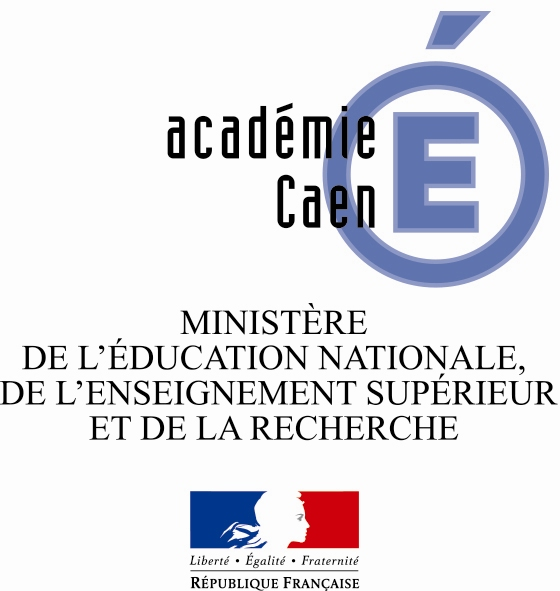 académie
Caen
É
MINISTÈRE
DE L’ÉDUCATION NATIONALE,
DE L’ENSEIGNEMENT SUPÉRIEUR
ET DE LA RECHERCHE
Liberté • Égalité • Fraternité
RÉPUBLIQUE FRANÇAISE